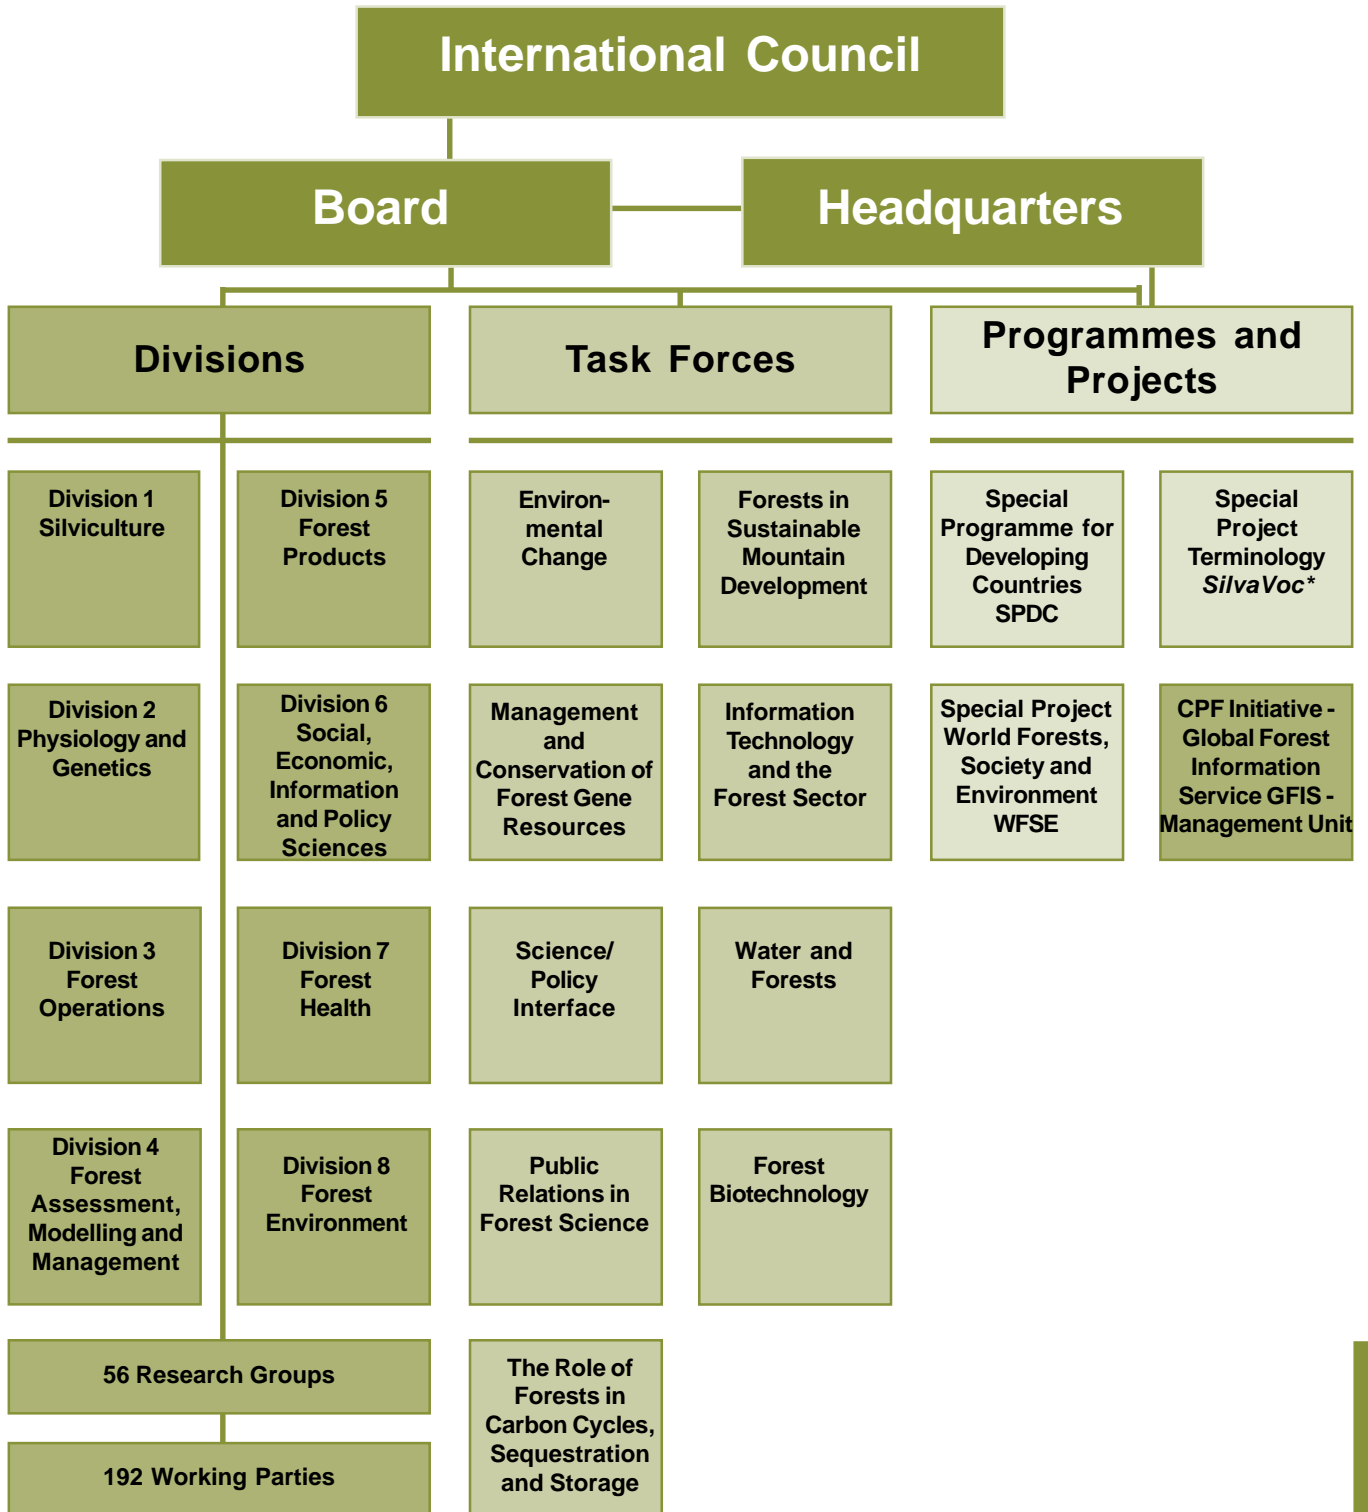 International Council
Board
Headquarters
Divisions
Task Forces
Programmes and
Projects
Division 1
Silviculture
Division 5
Forest
Products
Environ-
mental
Change
Forests in
Sustainable
Mountain
Development
Special
Programme for
Developing
Countries
SPDC
Special
Project
Terminology
SilvaVoc*
Division 2
Physiology and
Genetics
Division 6
Social,
Economic,
Information
and Policy
Sciences
Management
and
Conservation of
Forest Gene
Resources
Information
Technology
and the
Forest Sector
Special Project
World Forests,
Society and
Environment
WFSE
CPF Initiative -
Global Forest
Information
Service GFIS -
Management Unit
Division 3
Forest
Operations
Division 7
Forest
Health
Science/
Policy
Interface
Water and
Forests
Division 4
Forest
Assessment,
Modelling and
Management
Division 8
Forest
Environment
Public
Relations in
Forest Science
Forest
Biotechnology
56 Research Groups
192 Working Parties
The Role of
Forests in
Carbon Cycles,
Sequestration
and Storage